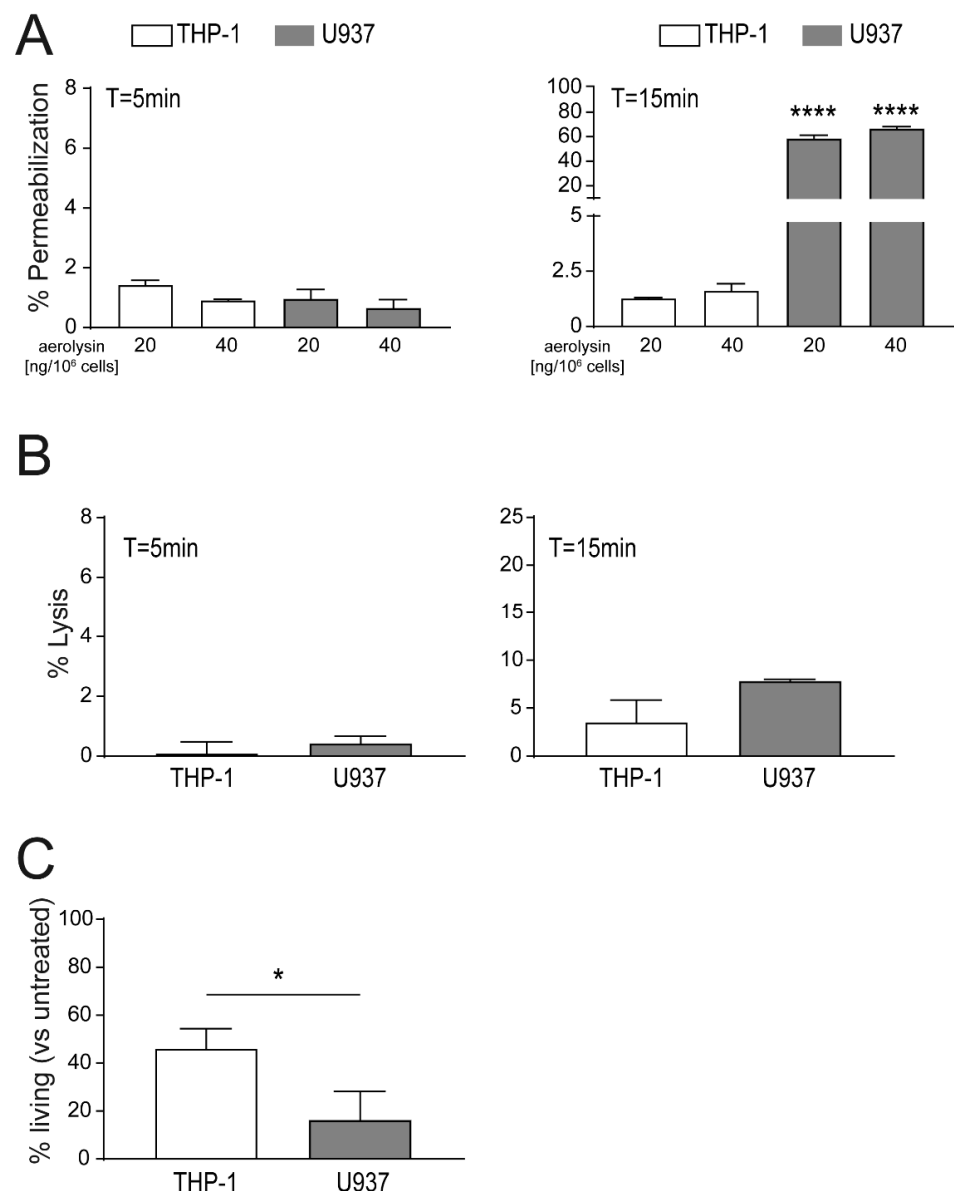 A
THP-1 U937
THP-1 U937
% Permeabilization
8
6
4
2
0
T=5min
aerolysin
[ng/10⁶ cells]
20 40 20 40
100
80
60
40
20
5
2.5
0
T=15min
**** ****
aerolysin
[ng/10⁶ cells]
20 40 20 40
B
% Lysis
8
6
4
2
0
T=5min
THP-1 U937
25
20
15
10
5
0
T=15min
THP-1 U937
C
% living (vs untreated)
100
80
60
40
20
0
*
THP-1 U937